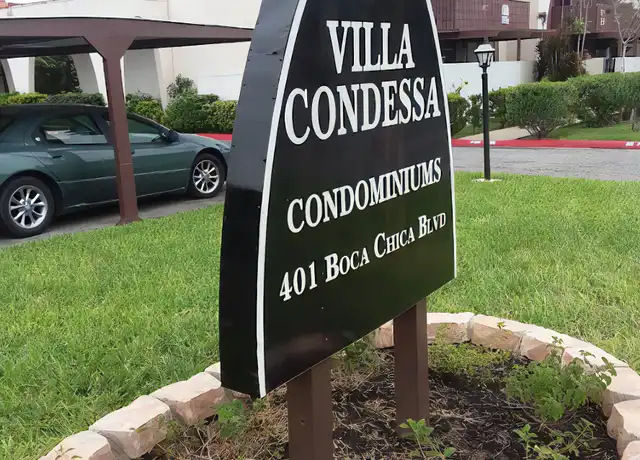 VILLA
CONDESSA
CONDOMINIUMS
401 BOCA CHICA BLVD